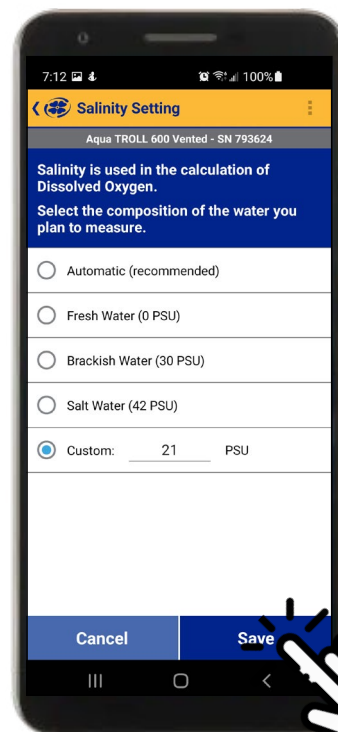 7:12 100%
Salinity Setting
Aqua TROLL 600 Vented - SN 793624
Salinity is used in the calculation of
Dissolved Oxygen.
Select the composition of the water you
plan to measure.
Automatic (recommended)
Fresh Water (0 PSU)
Brackish Water (30 PSU)
Salt Water (42 PSU)
Custom: 21 PSU
Cancel Save